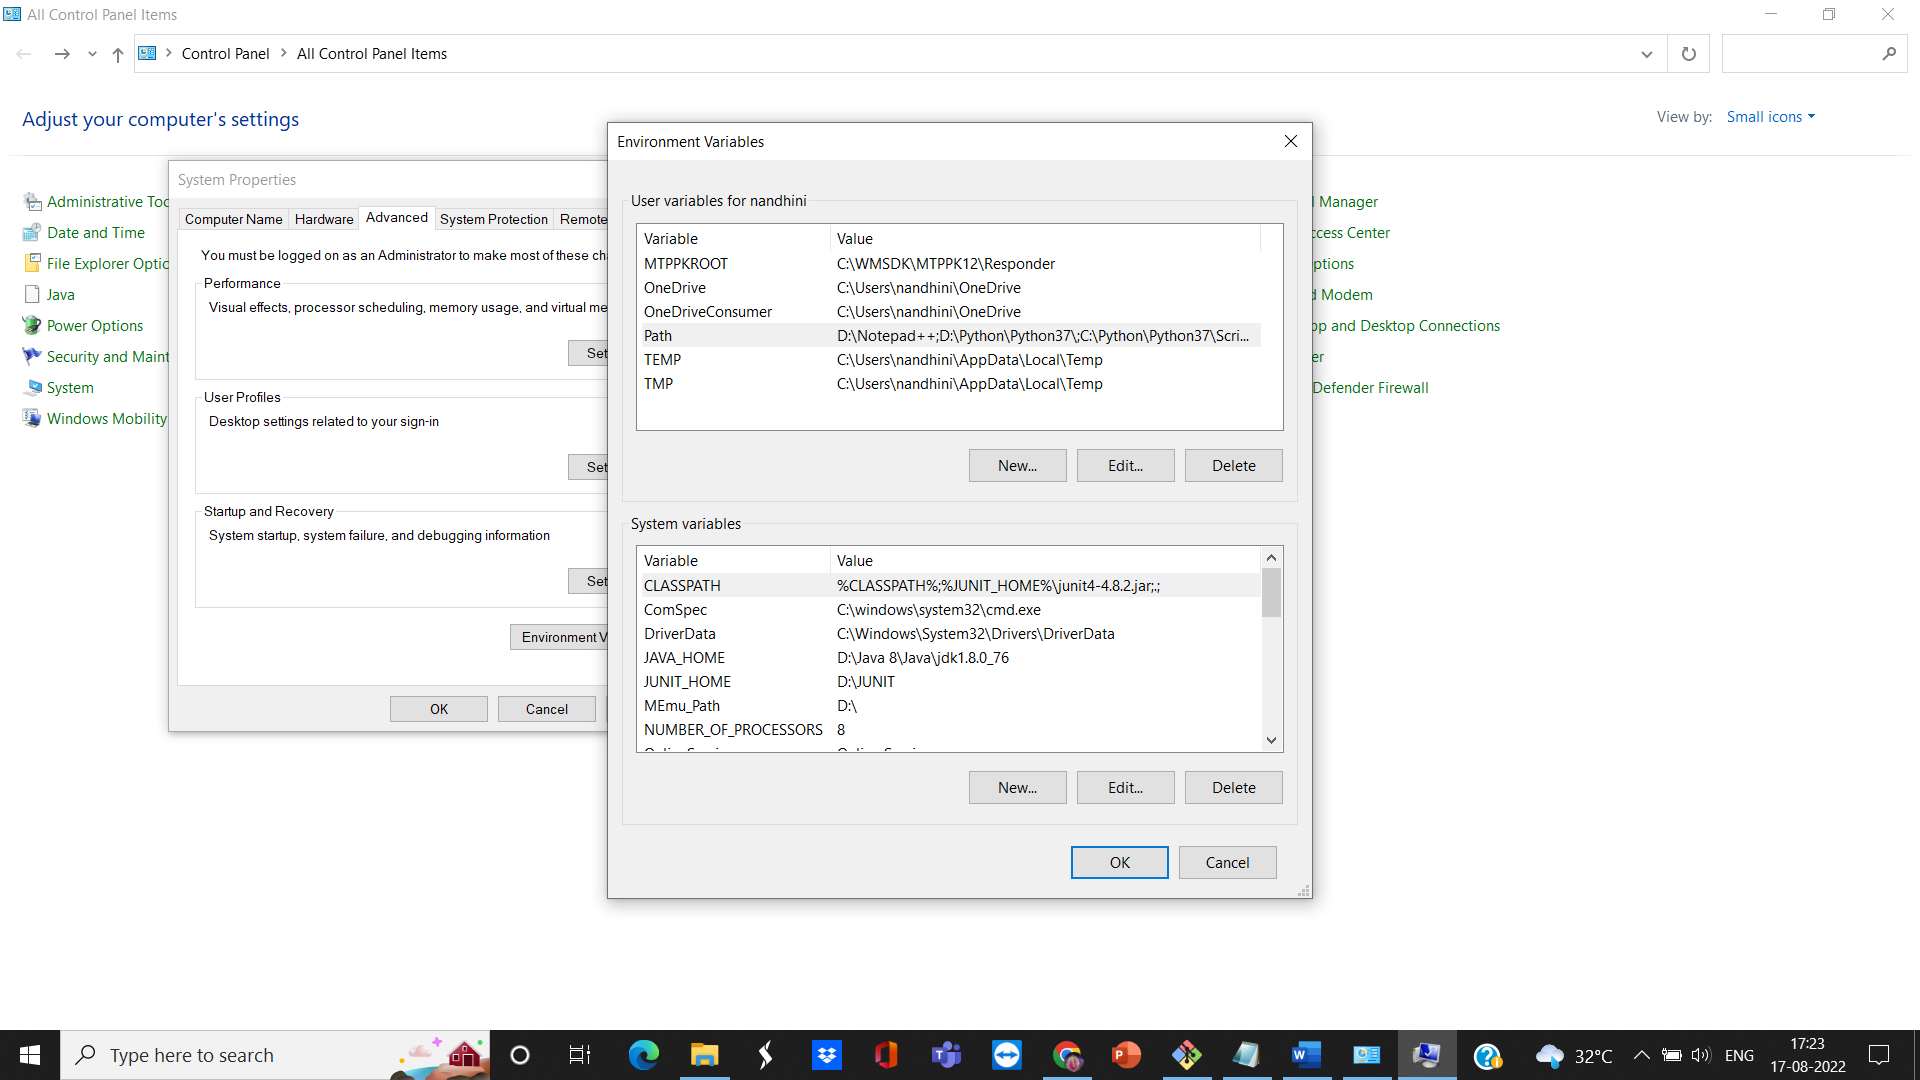 All Control Panel Items
Control Panel > All Control Panel Items
Adjust your computer's settings
View by: Small icons
Administrative Too
Date and Time
File Explorer Optio
Java
Power Options
Security and Maint
System
Windows Mobility
System Properties
Computer Name Hardware Advanced System Protection Remote
You must be logged on as an Administrator to make most of these cha
Performance
Visual effects, processor scheduling, memory usage, and virtual me
Set
User Profiles
Desktop settings related to your sign-in
Set
Startup and Recovery
System startup, system failure, and debugging information
Set
Environment V
OK Cancel
Environment Variables
User variables for nandhini
Variable Value
MTPPKROOT C:\WMSDK\MTPPK12\Responder
OneDrive C:\Users\nandhini\OneDrive
OneDriveConsumer C:\Users\nandhini\OneDrive
Path D:\Notepad++;D:\Python\Python37\;C:\Python\Python37\Scri...
TEMP C:\Users\nandhini\AppData\Local\Temp
TMP C:\Users\nandhini\AppData\Local\Temp
New... Edit... Delete
System variables
Variable Value
CLASSPATH %CLASSPATH%;%JUNIT_HOME%\junit4-4.8.2.jar;.;
ComSpec C:\windows\system32\cmd.exe
DriverData C:\Windows\System32\Drivers\DriverData
JAVA_HOME D:\Java 8\Java\jdk1.8.0_76
JUNIT_HOME D:\JUNIT
MEmu_Path D:\
NUMBER_OF_PROCESSORS 8
New... Edit... Delete
OK Cancel
Manager
ccess Center
ptions
d Modem
pp and Desktop Connections
er
Defender Firewall
Type here to search
32°C
ENG
17:23
17-08-2022